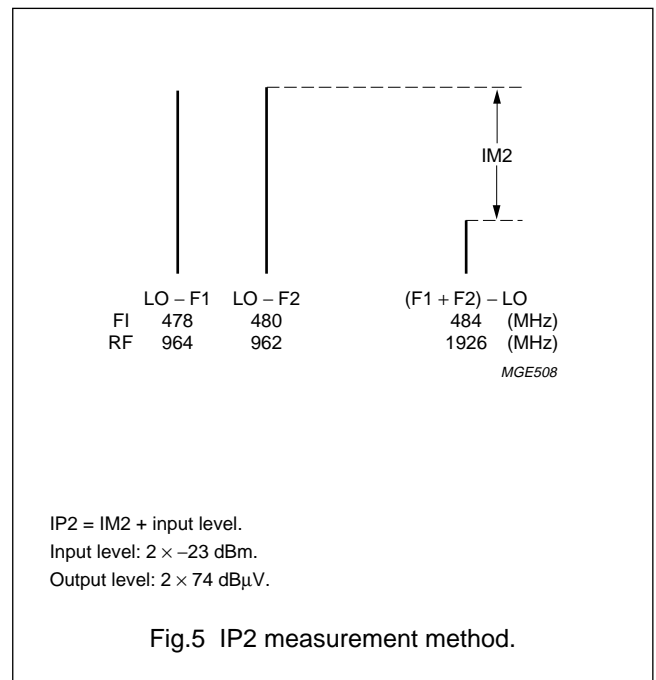 IM2
LO – F1 LO – F2 (F1 + F2) – LO
FI 478 480 484 (MHz)
RF 964 962 1926 (MHz)
MGE508
IP2 = IM2 + input level.
Input level: 2 × −23 dBm.
Output level: 2 × 74 dBμV.
Fig.5 IP2 measurement method.